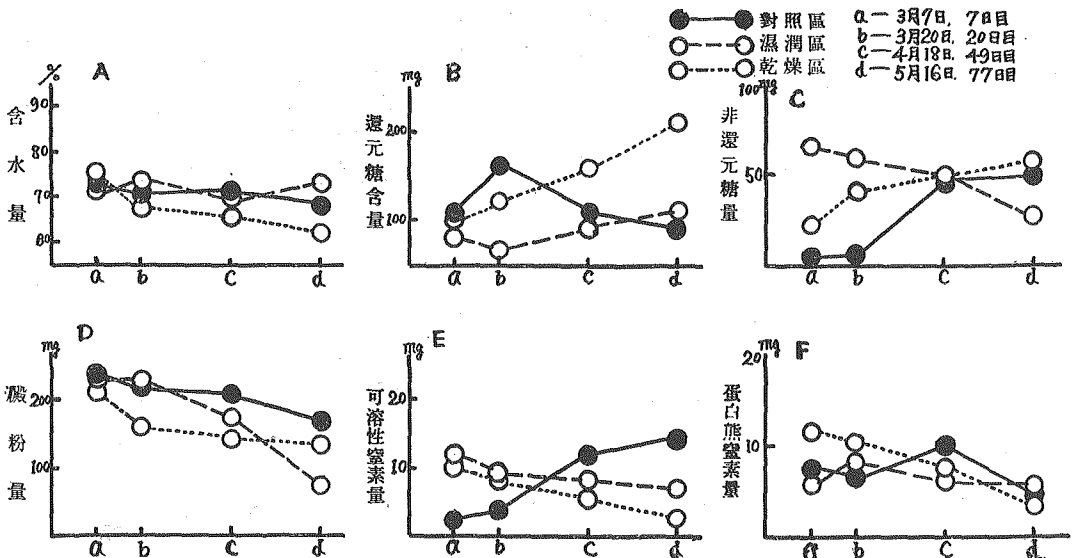 對照區 a—3月7日, 7日目
濕潤區 b—3月20日, 20日目
乾燥區 c—4月18日, 49日目
d—5月16日, 77日目
A
%
含水量
90
80
70
60
a b c d
B
mg
還元糖含量
200
100
a b c d
C
100mg
非還元糖量
50
a b c d
D
mg
澱粉量
200
100
a b c d
E
mg
可溶性窒素量
20
10
a b c d
F
20mg
蛋白熊窒素量
10
a b c d